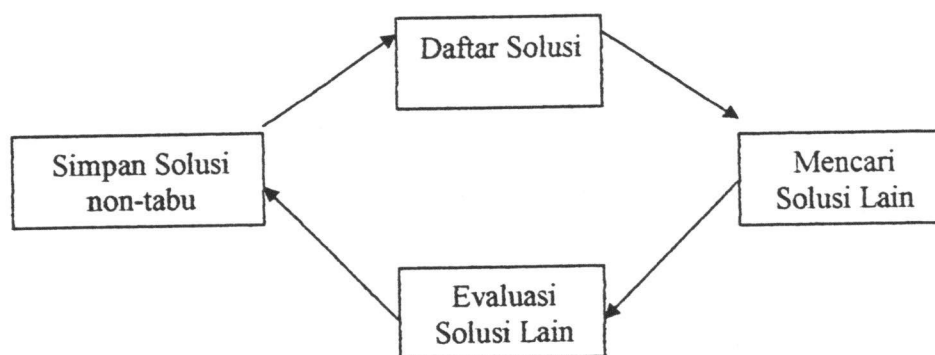 Daftar Solusi
Simpan Solusi
non-tabu
Mencari
Solusi Lain
Evaluasi
Solusi Lain